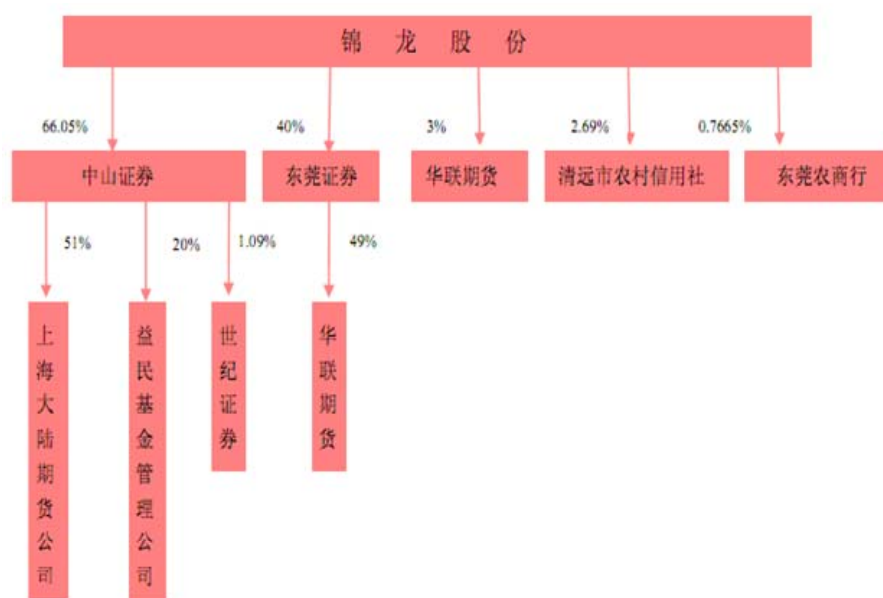 锦龙股份
66.05%
40%
3%
2.69%
0.7665%
中山证券
东莞证券
华联期货
清远市农村信用社
东莞农商行
51%
20%
1.09%
49%
上海大陆期货公司
益民基金管理公司
世纪证券
华联期货